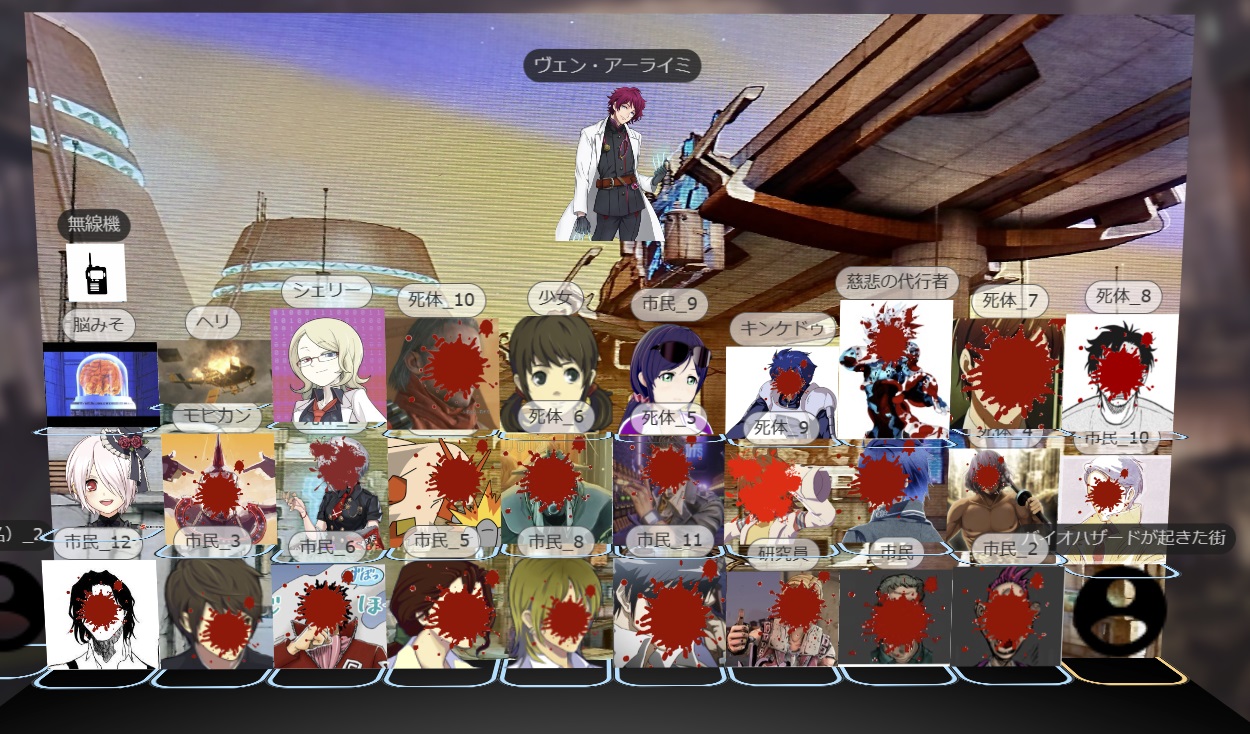 ヴェン・アーライミ
無線機
脳みそ
ヘリ
シェリー
死体_10
少女
市民_9
キンケドゥ
慈悲の代行者
死体_7
死体_8
モヒカン
死体_6
死体_5
死体_9
市民_10
_2
市民_12
市民_3
市民_6
市民_5
市民_8
市民_11
研究員
市民
市民_2
バイオハザードが起きた街
ほ